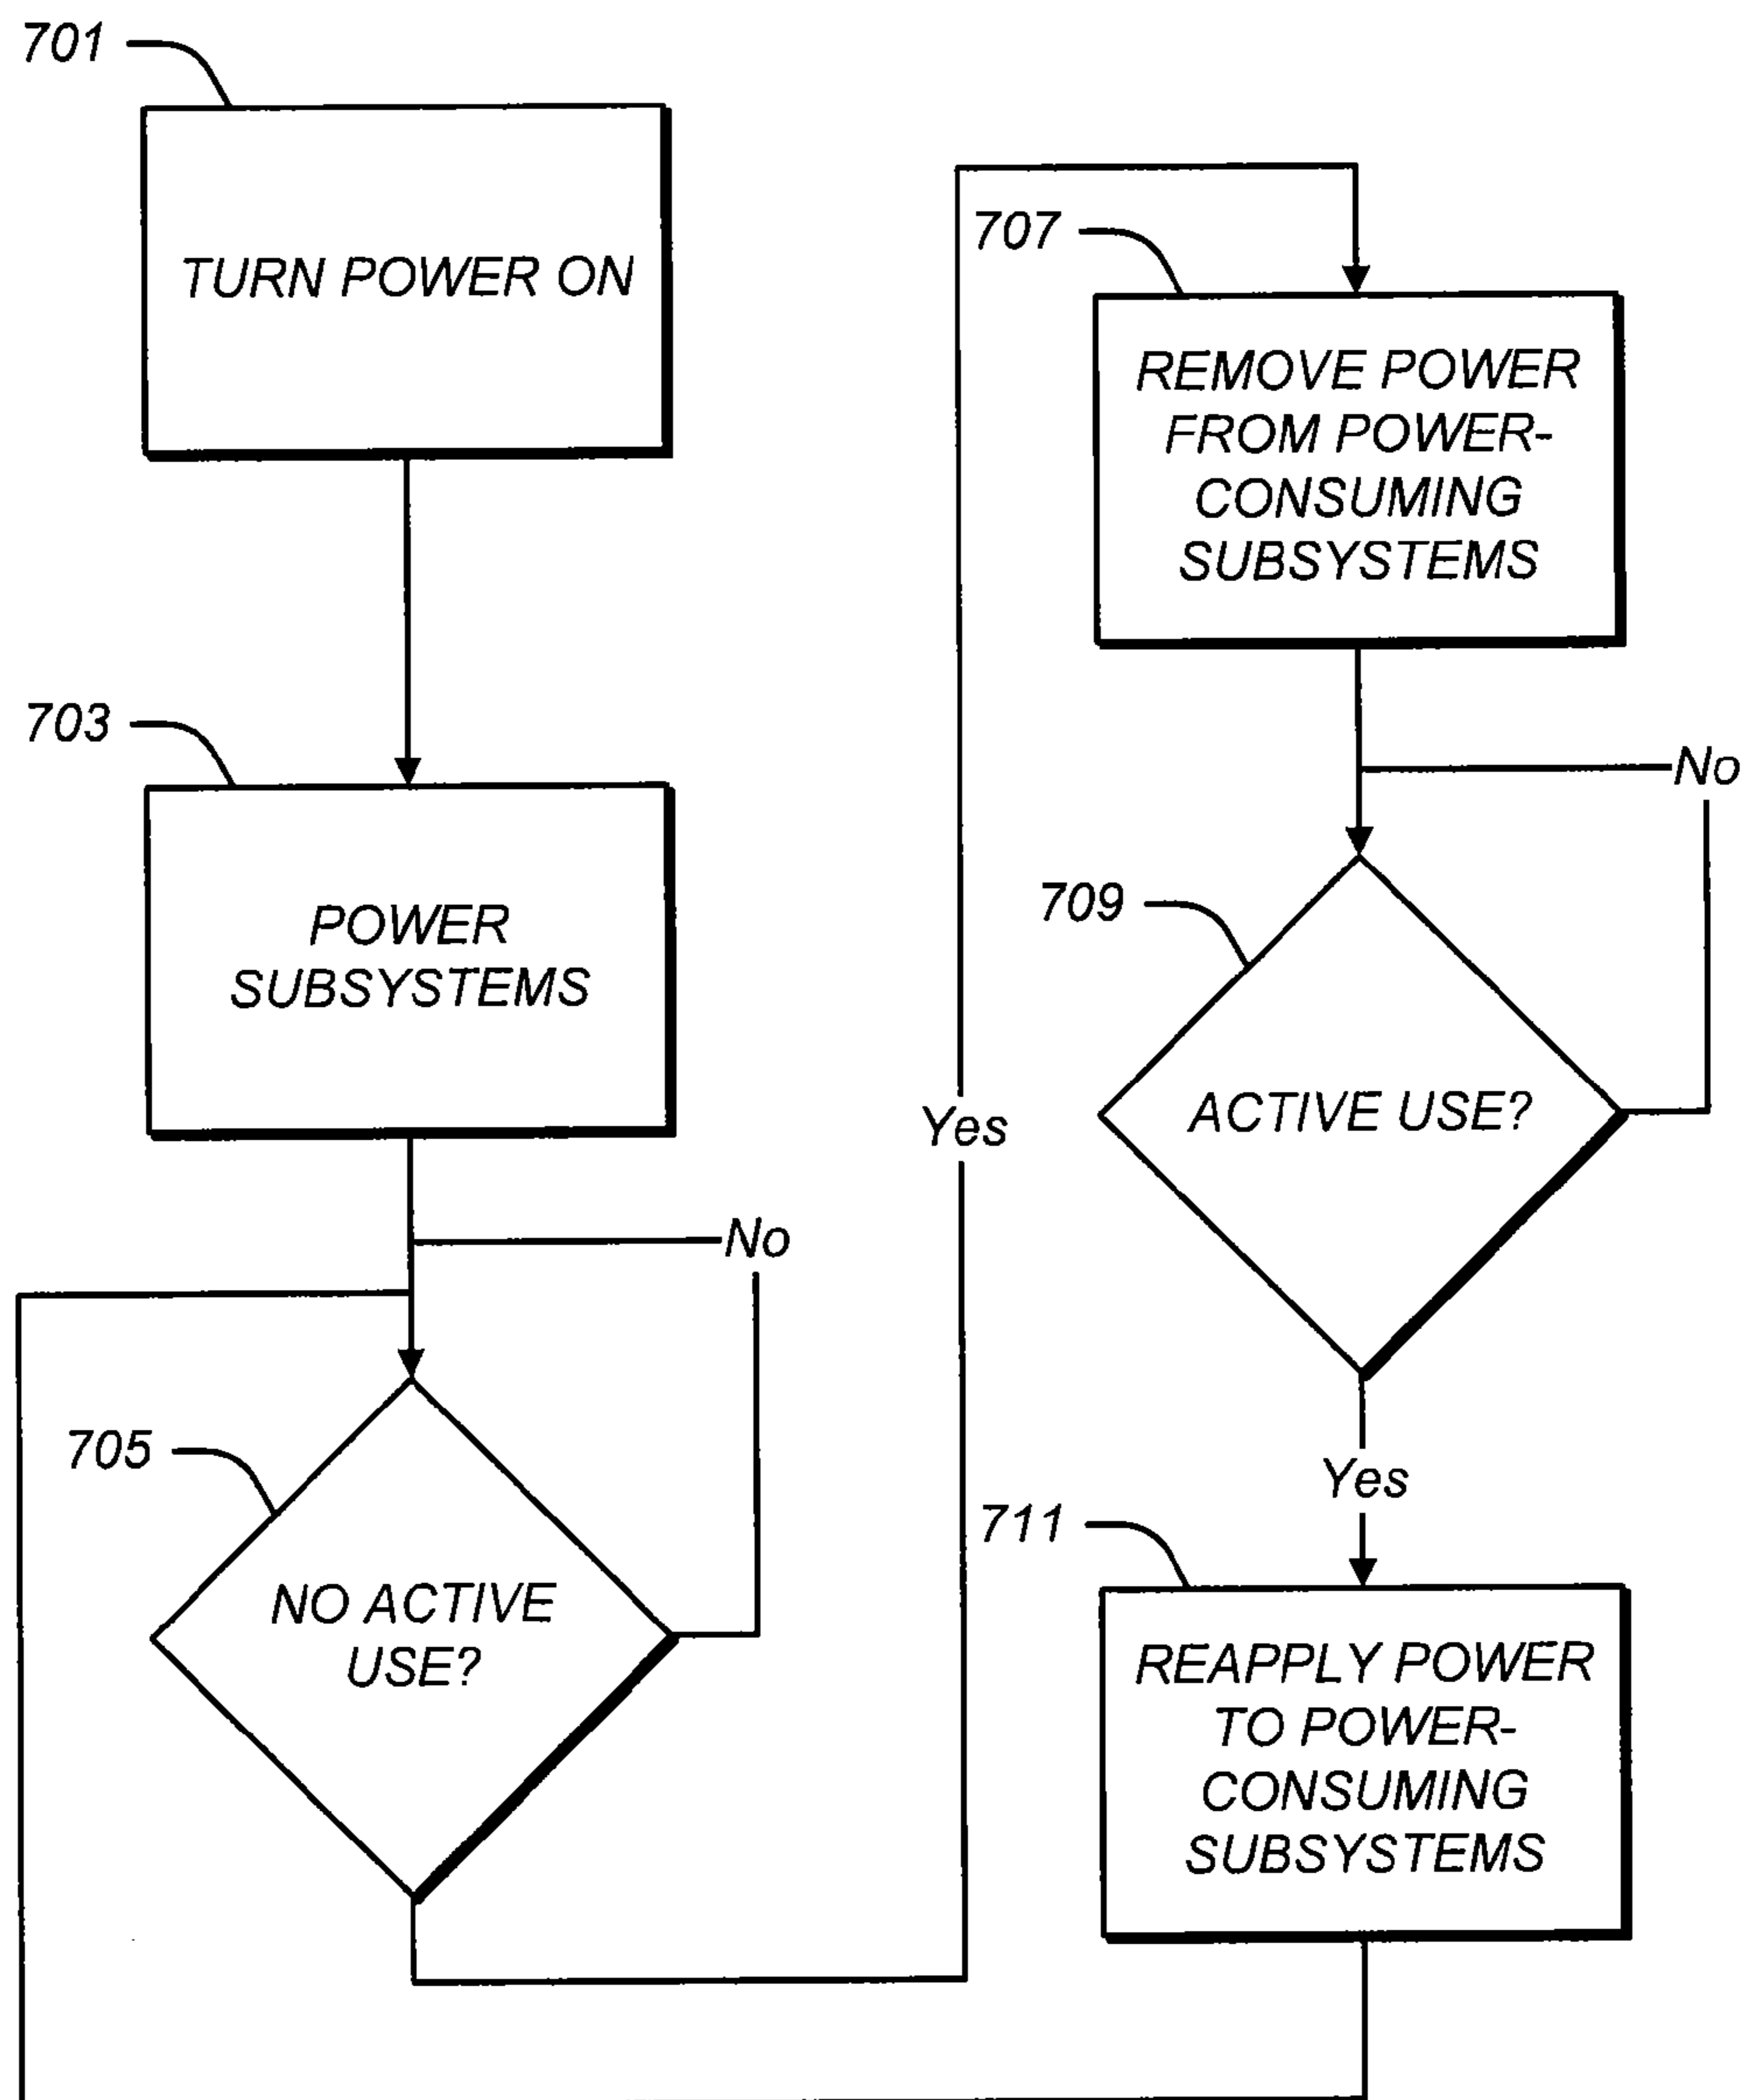 701
TURN POWER ON
703
POWER
SUBSYSTEMS
No
705
NO ACTIVE
USE?
Yes
707
REMOVE POWER
FROM POWER-
CONSUMING
SUBSYSTEMS
No
709
ACTIVE USE?
Yes
711
REAPPLY POWER
TO POWER-
CONSUMING
SUBSYSTEMS